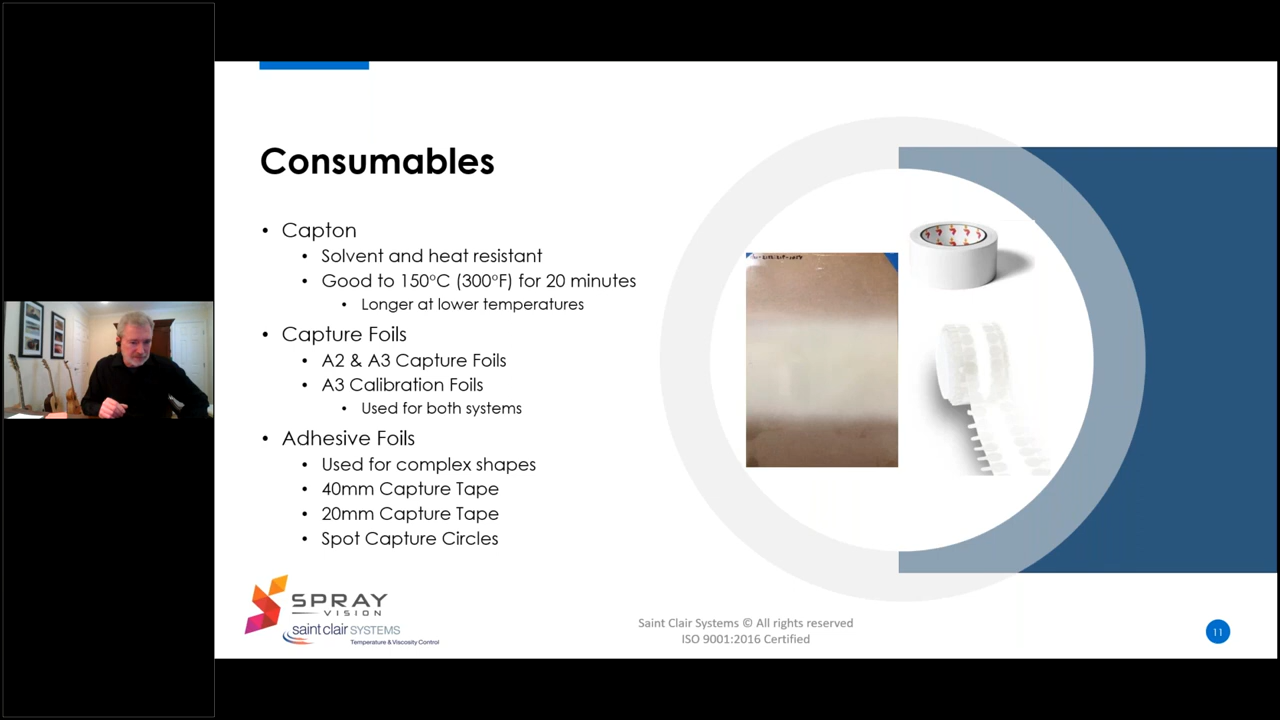 Consumables
• Capton
• Solvent and heat resistant
• Good to 150°C (300°F) for 20 minutes
• Longer at lower temperatures
• Capture Foils
• A2 & A3 Capture Foils
• A3 Calibration Foils
• Used for both systems
• Adhesive Foils
• Used for complex shapes
• 40mm Capture Tape
• 20mm Capture Tape
• Spot Capture Circles
SPRAY
VISION
saint clair SYSTEMS
Temperature & Viscosity Control
Saint Clair Systems © All rights reserved
ISO 9001:2016 Certified
11